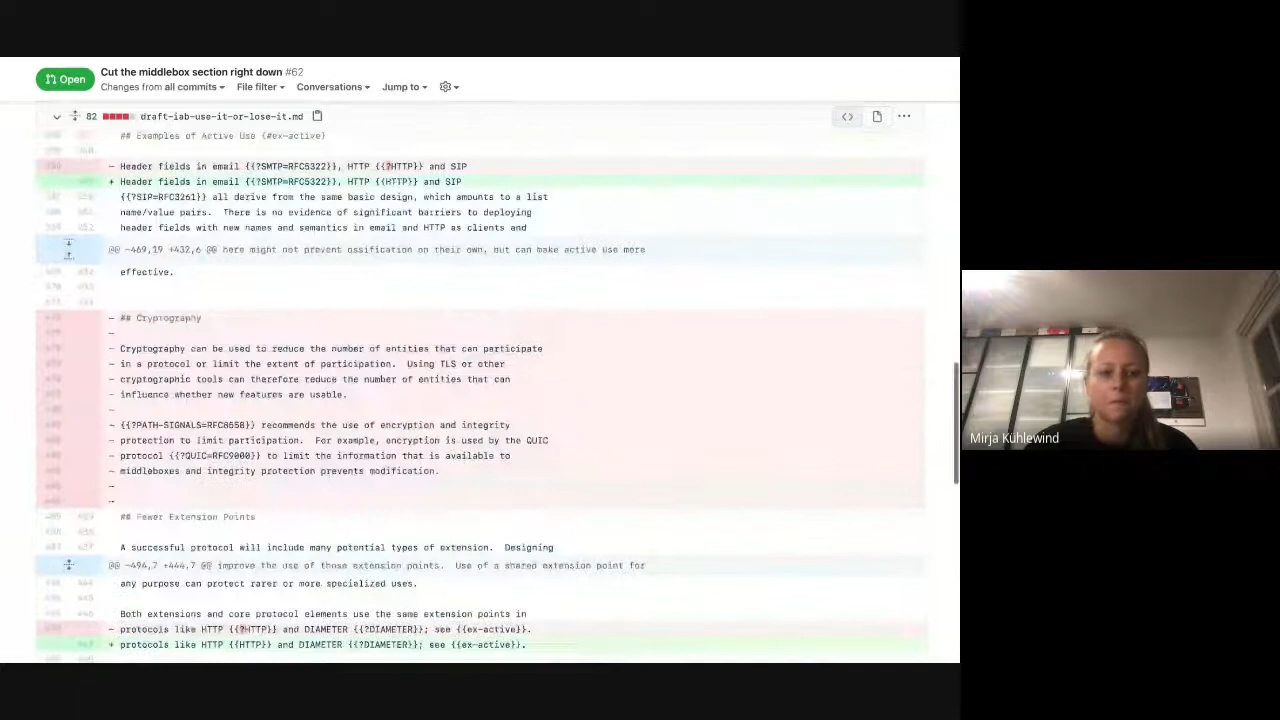 Open
Cut the middlebox section right down #62
Changes from all commits
File filter
Conversations
Jump to
82
draft-iab-use-it-or-lose-it.md
## Examples of Active Use {#ex-active}
- Header fields in email {{?SMTP=RFC5322}}, HTTP {{?HTTP}} and SIP
+ Header fields in email {{?SMTP=RFC5322}}, HTTP {{HTTP}} and SIP
{{?SIP=RFC3261}} all derive from the same basic design, which amounts to a list
name/value pairs. There is no evidence of significant barriers to deploying
header fields with new names and semantics in email and HTTP as clients and
@@ -469,19 +432,6 @@ here might not prevent ossification on their own, but can make active use more
effective.
- ## Cryptography
-
- Cryptography can be used to reduce the number of entities that can participate
- in a protocol or limit the extent of participation. Using TLS or other
- cryptographic tools can therefore reduce the number of entities that can
- influence whether new features are usable.
-
- {{?PATH-SIGNALS=RFC8558}} recommends the use of encryption and integrity
- protection to limit participation. For example, encryption is used by the QUIC
- protocol {{?QUIC=RFC9000}} to limit the information that is available to
- middleboxes and integrity protection prevents modification.
-
-
## Fewer Extension Points
A successful protocol will include many potential types of extension. Designing
@@ -496,7 +444,7 @@ improve the use of those extension points. Use of a shared extension point for
any purpose can protect rarer or more specialized uses.
Both extensions and core protocol elements use the same extension points in
- protocols like HTTP {{?HTTP}} and DIAMETER {{?DIAMETER}}; see {{ex-active}}.
+ protocols like HTTP {{HTTP}} and DIAMETER {{?DIAMETER}}; see {{ex-active}}.
Mirja Kühlewind